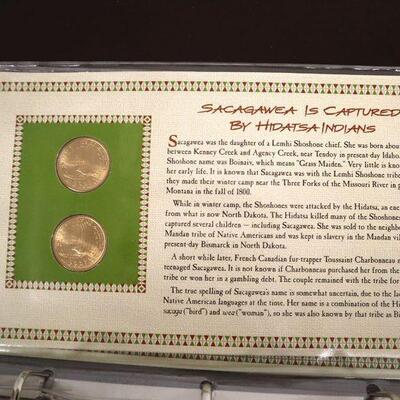 Sacagawea Is Captured
By Hidatsa Indians
Sacagawea was the daughter of a Lemhi Shoshone chief. She was born abou
between Kenney Creek and Agency Creek, near Tendoy in present-day Idaho.
Shoshone name was Boinaiv, which means "Grass Maiden." Very little is know
her early life. It is known that Sacagawea was with the Lemhi Shoshone tribe
they made their winter camp near the Three Forks of the Missouri River in p
Montana in the fall of 1800.
While in winter camp, the Shoshones were attacked by the Hidatsa, an ene
from what is now North Dakota. The Hidatsa killed many of the Shoshones
captured several children — including Sacagawea. She was sold to the neighbo
Mandan tribe of Native Americans and was kept in slavery in the Mandan vil
present-day Bismarck in North Dakota.
A short while later, French Canadian fur-trapper Toussaint Charbonneau m
teenaged Sacagawea. It is not known if Charbonneau purchased her from the
tribe or won her in a gambling debt. The couple remained with the tribe for
The true spelling of Sacagawea's name is somewhat uncertain, due to the la
Native American languages at the time. Her name is a combination of the Hi
sacaga ("bird") and wea ("woman"), so she was also known by that tribe as Bi